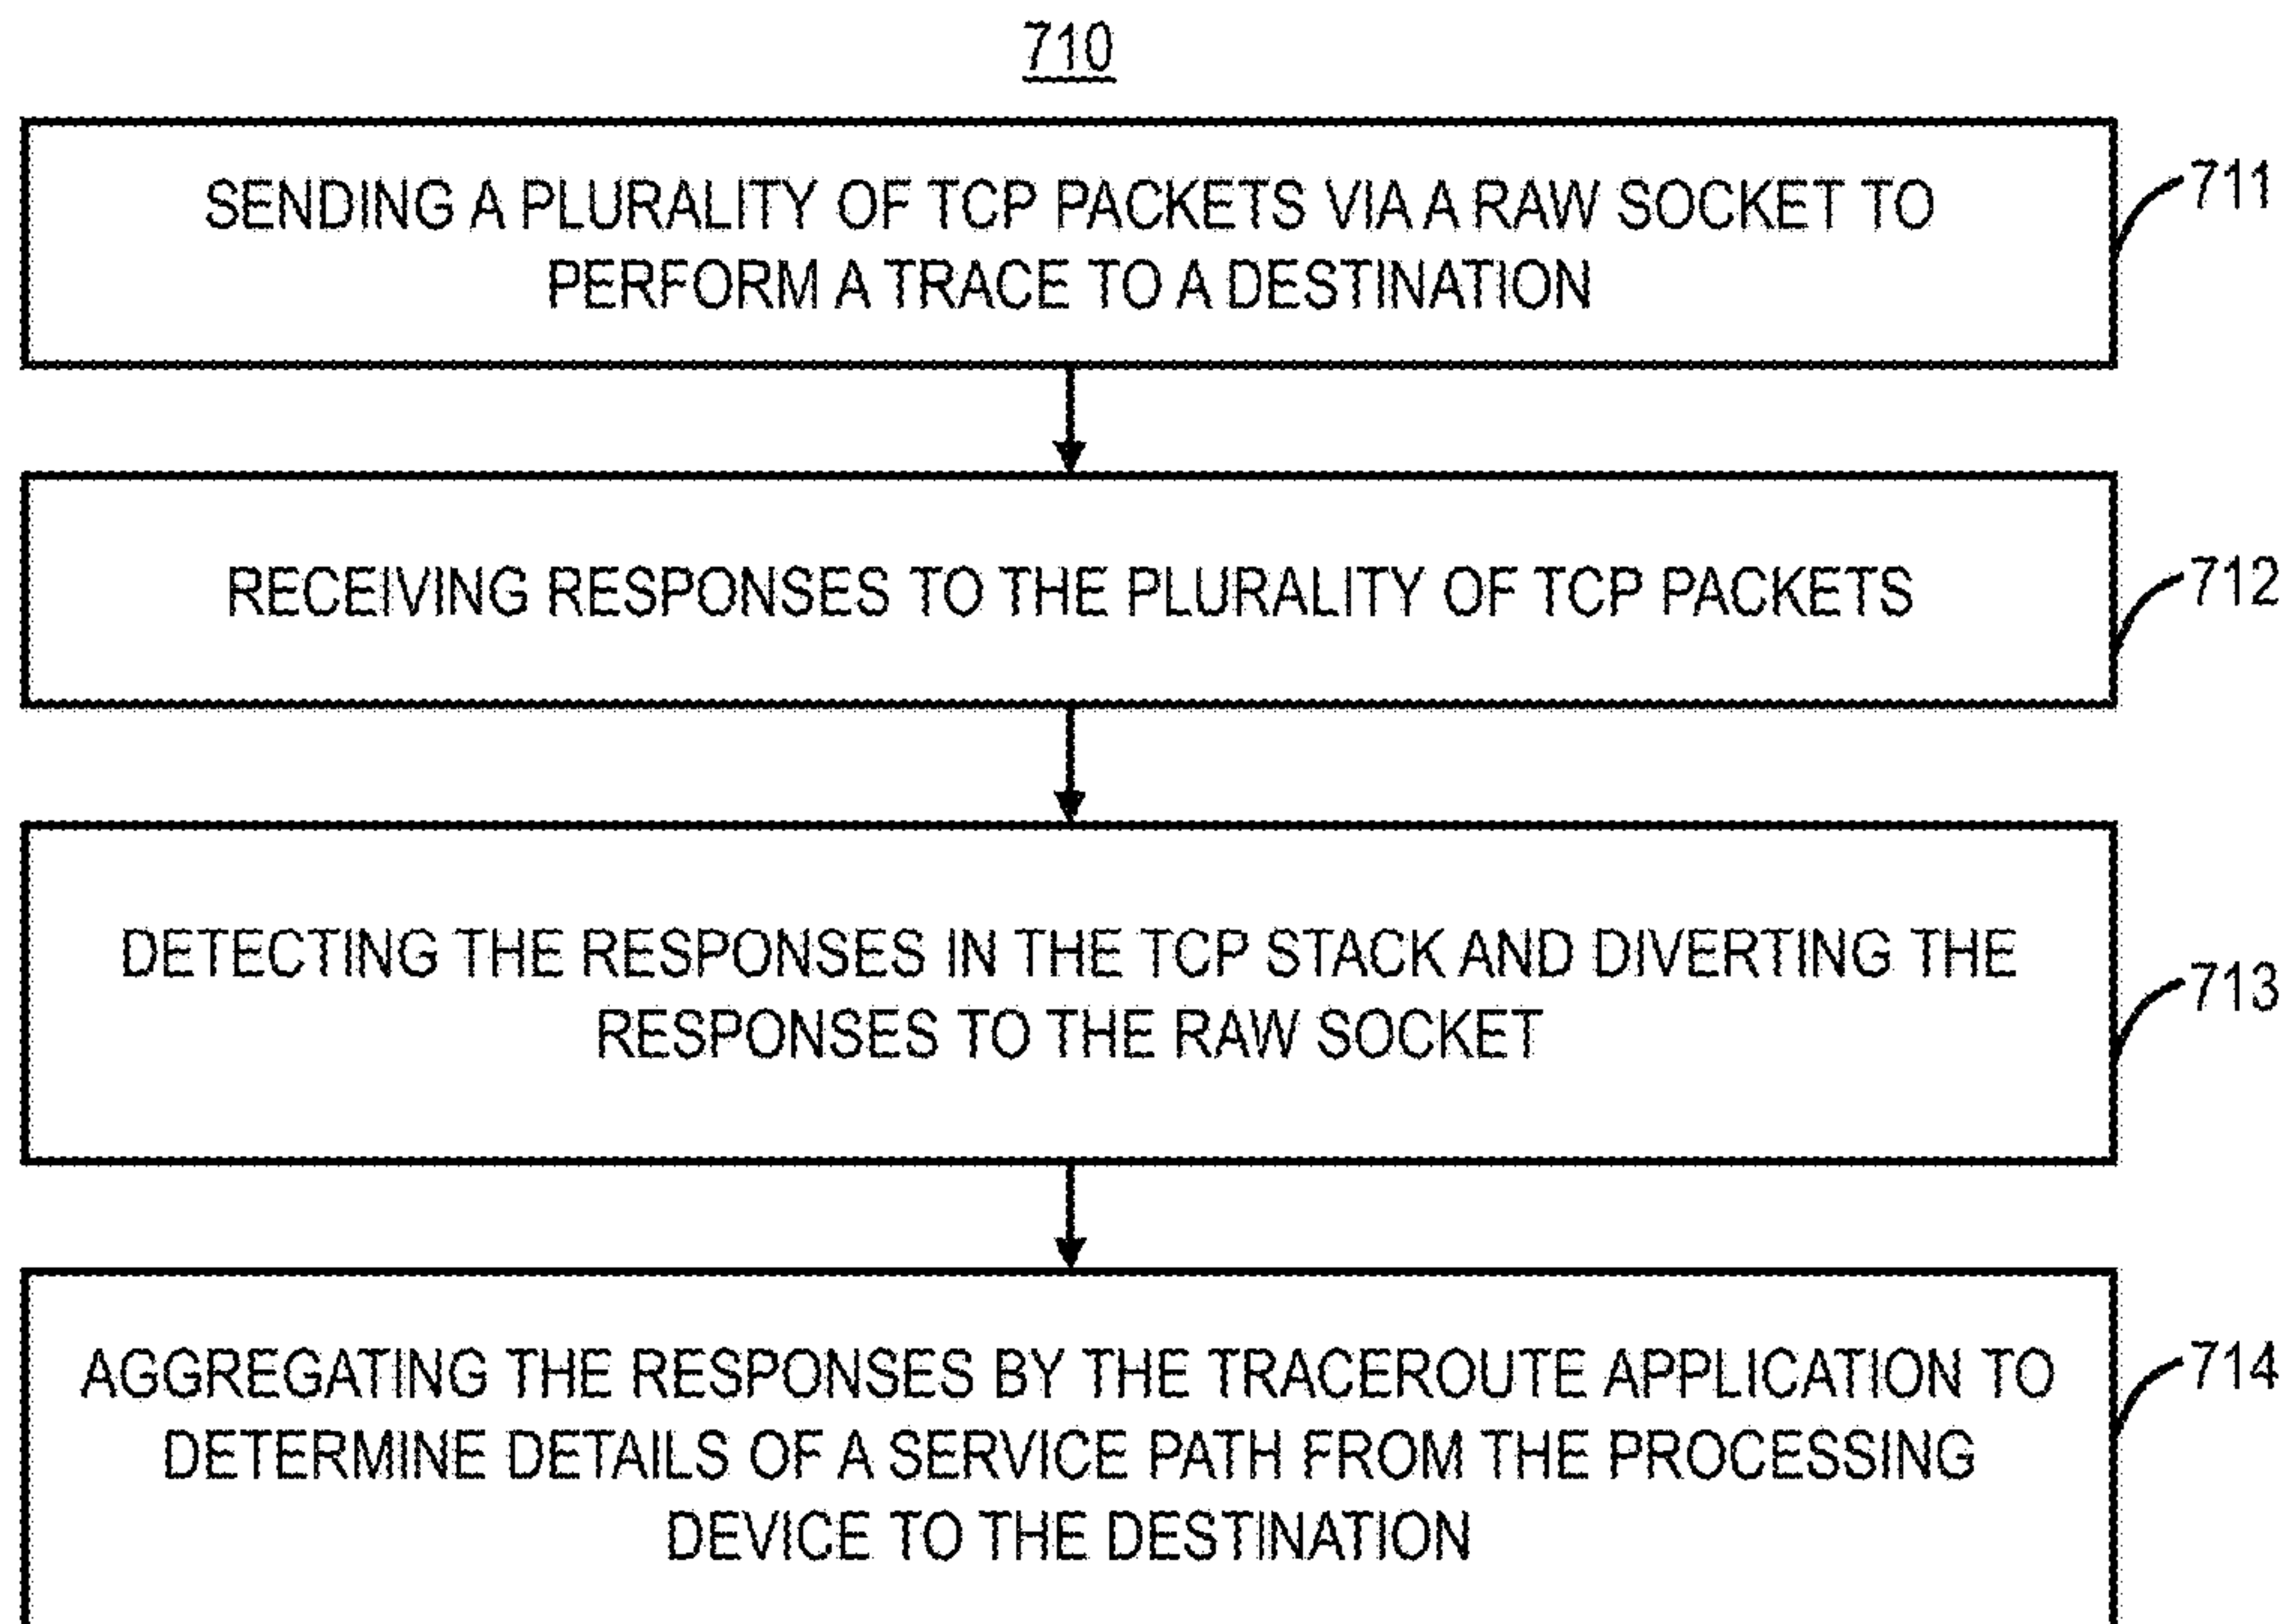 710
SENDING A PLURALITY OF TCP PACKETS VIA A RAW SOCKET TO
PERFORM A TRACE TO A DESTINATION
711
RECEIVING RESPONSES TO THE PLURALITY OF TCP PACKETS
712
DETECTING THE RESPONSES IN THE TCP STACK AND DIVERTING THE
RESPONSES TO THE RAW SOCKET
713
AGGREGATING THE RESPONSES BY THE TRACEROUTE APPLICATION TO
DETERMINE DETAILS OF A SERVICE PATH FROM THE PROCESSING
DEVICE TO THE DESTINATION
714